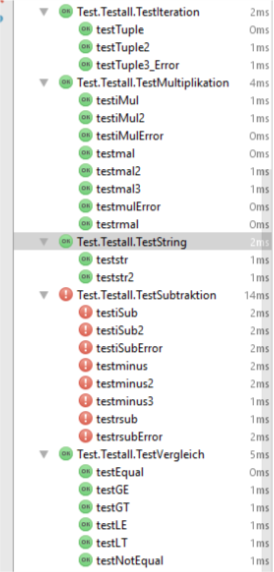 Test.Testall.TestIteration 2ms
testTuple 0ms
testTuple2 1ms
testTuple3_Error 1ms
Test.Testall.TestMultiplikation 4ms
testiMul 1ms
testiMul2 1ms
testiMulError 0ms
testmal 0ms
testmal2 1ms
testmal3 1ms
testmulError 0ms
testrmal 0ms
Test.Testall.TestString 2ms
teststr 1ms
teststr2 1ms
Test.Testall.TestSubtraktion 14ms
testiSub 2ms
testiSub2 2ms
testiSubError 2ms
testminus 2ms
testminus2 2ms
testminus3 1ms
testrsub 1ms
testrsubError 2ms
Test.Testall.TestVergleich 5ms
testEqual 0ms
testGE 1ms
testGT 1ms
testLE 1ms
testLT 1ms
testNotEqual 1ms